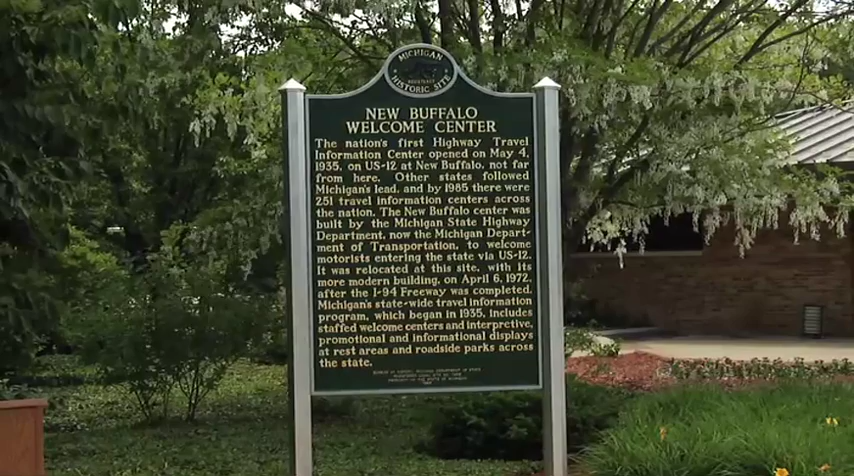 MICHIGAN
REGISTERED
HISTORIC SITE
NEW BUFFALO
WELCOME CENTER
The nation's first Highway Travel
Information Center opened on May 4,
1935, on US-12 at New Buffalo, not far
from here. Other states followed
Michigan's lead, and by 1985 there were
251 travel information centers across
the nation. The New Buffalo center was
built by the Michigan State Highway
Department, now the Michigan Depart-
ment of Transportation, to welcome
motorists entering the state via US-12.
It was relocated at this site, with its
more modern building, on April 6, 1972,
after the I-94 Freeway was completed.
Michigan's state-wide travel information
program, which began in 1935, includes
staffed welcome centers and interpretive,
promotional and informational displays
at rest areas and roadside parks across
the state.